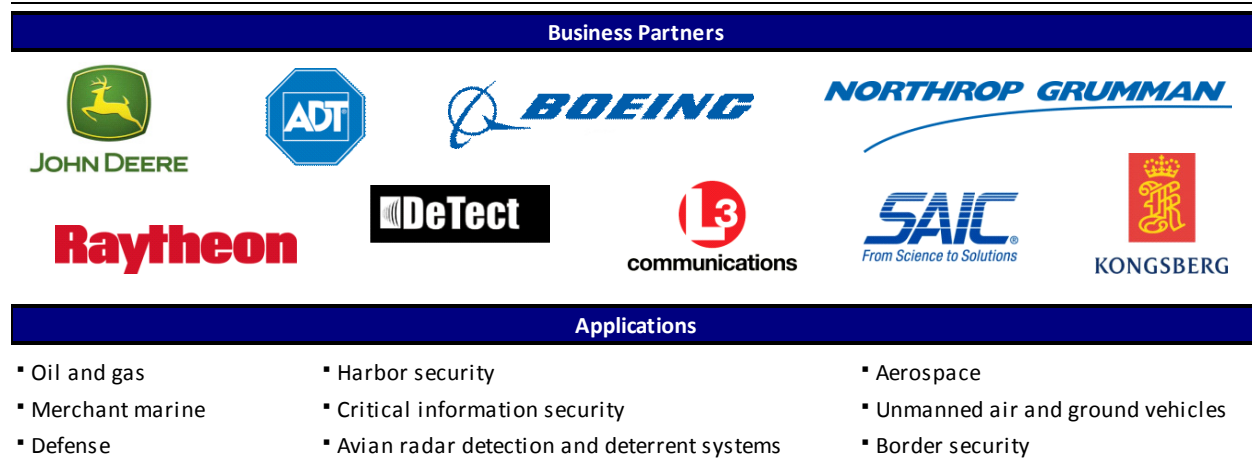 Business Partners
JOHN DEERE
ADT
BOEING
NORTHROP GRUMMAN
Raytheon
DeTect
L3
communications
SAIC®
From Science to Solutions
KONGSBERG
Applications
▪ Oil and gas
▪ Merchant marine
▪ Defense
▪ Harbor security
▪ Critical information security
▪ Avian radar detection and deterrent systems
▪ Aerospace
▪ Unmanned air and ground vehicles
▪ Border security